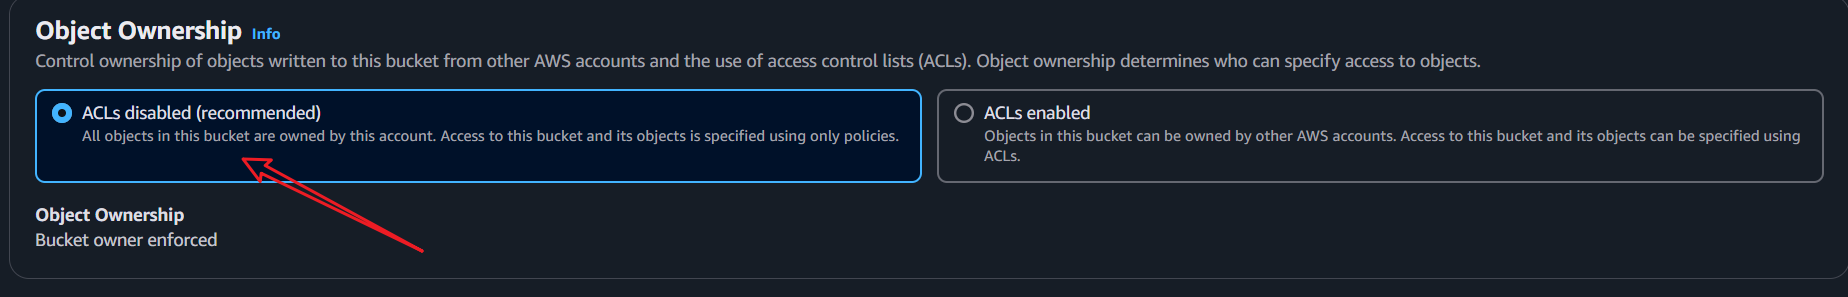 Object Ownership Info
Control ownership of objects written to this bucket from other AWS accounts and the use of access control lists (ACLs). Object ownership determines who can specify access to objects.
ACLs disabled (recommended)
All objects in this bucket are owned by this account. Access to this bucket and its objects is specified using only policies.
ACLs enabled
Objects in this bucket can be owned by other AWS accounts. Access to this bucket and its objects can be specified using
ACLs.
Object Ownership
Bucket owner enforced